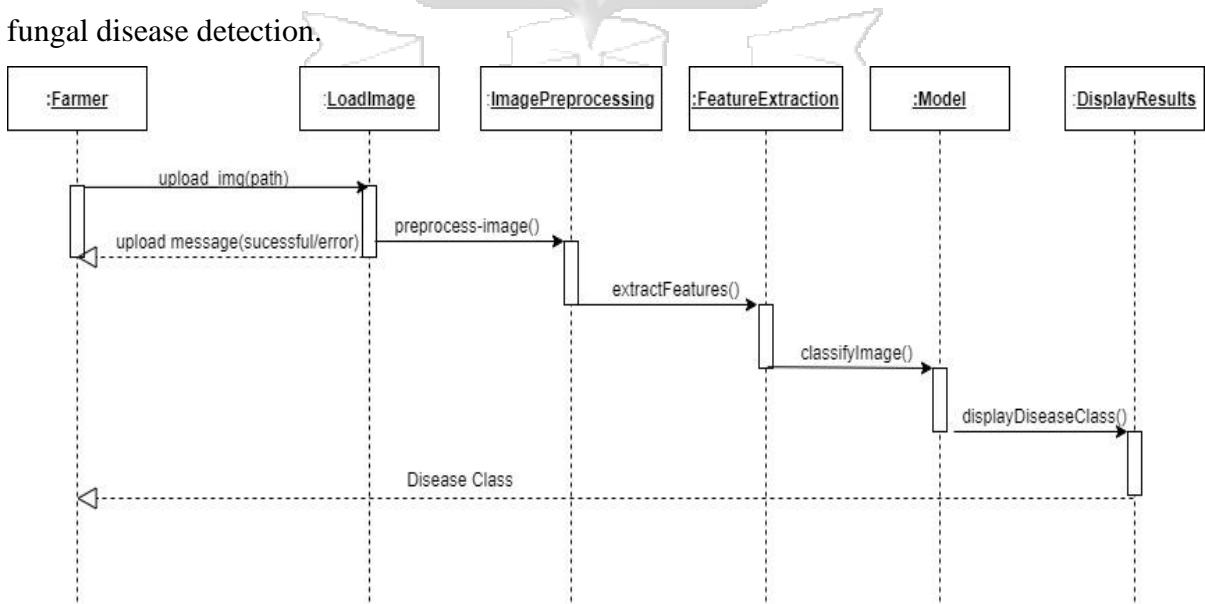 fungal disease detection.
:Farmer
:LoadImage
:ImagePreprocessing
:FeatureExtraction
:Model
:DisplayResults
upload_img(path)
upload message(sucessful/error)
preprocess-image()
extractFeatures()
classifyImage()
displayDiseaseClass()
Disease Class